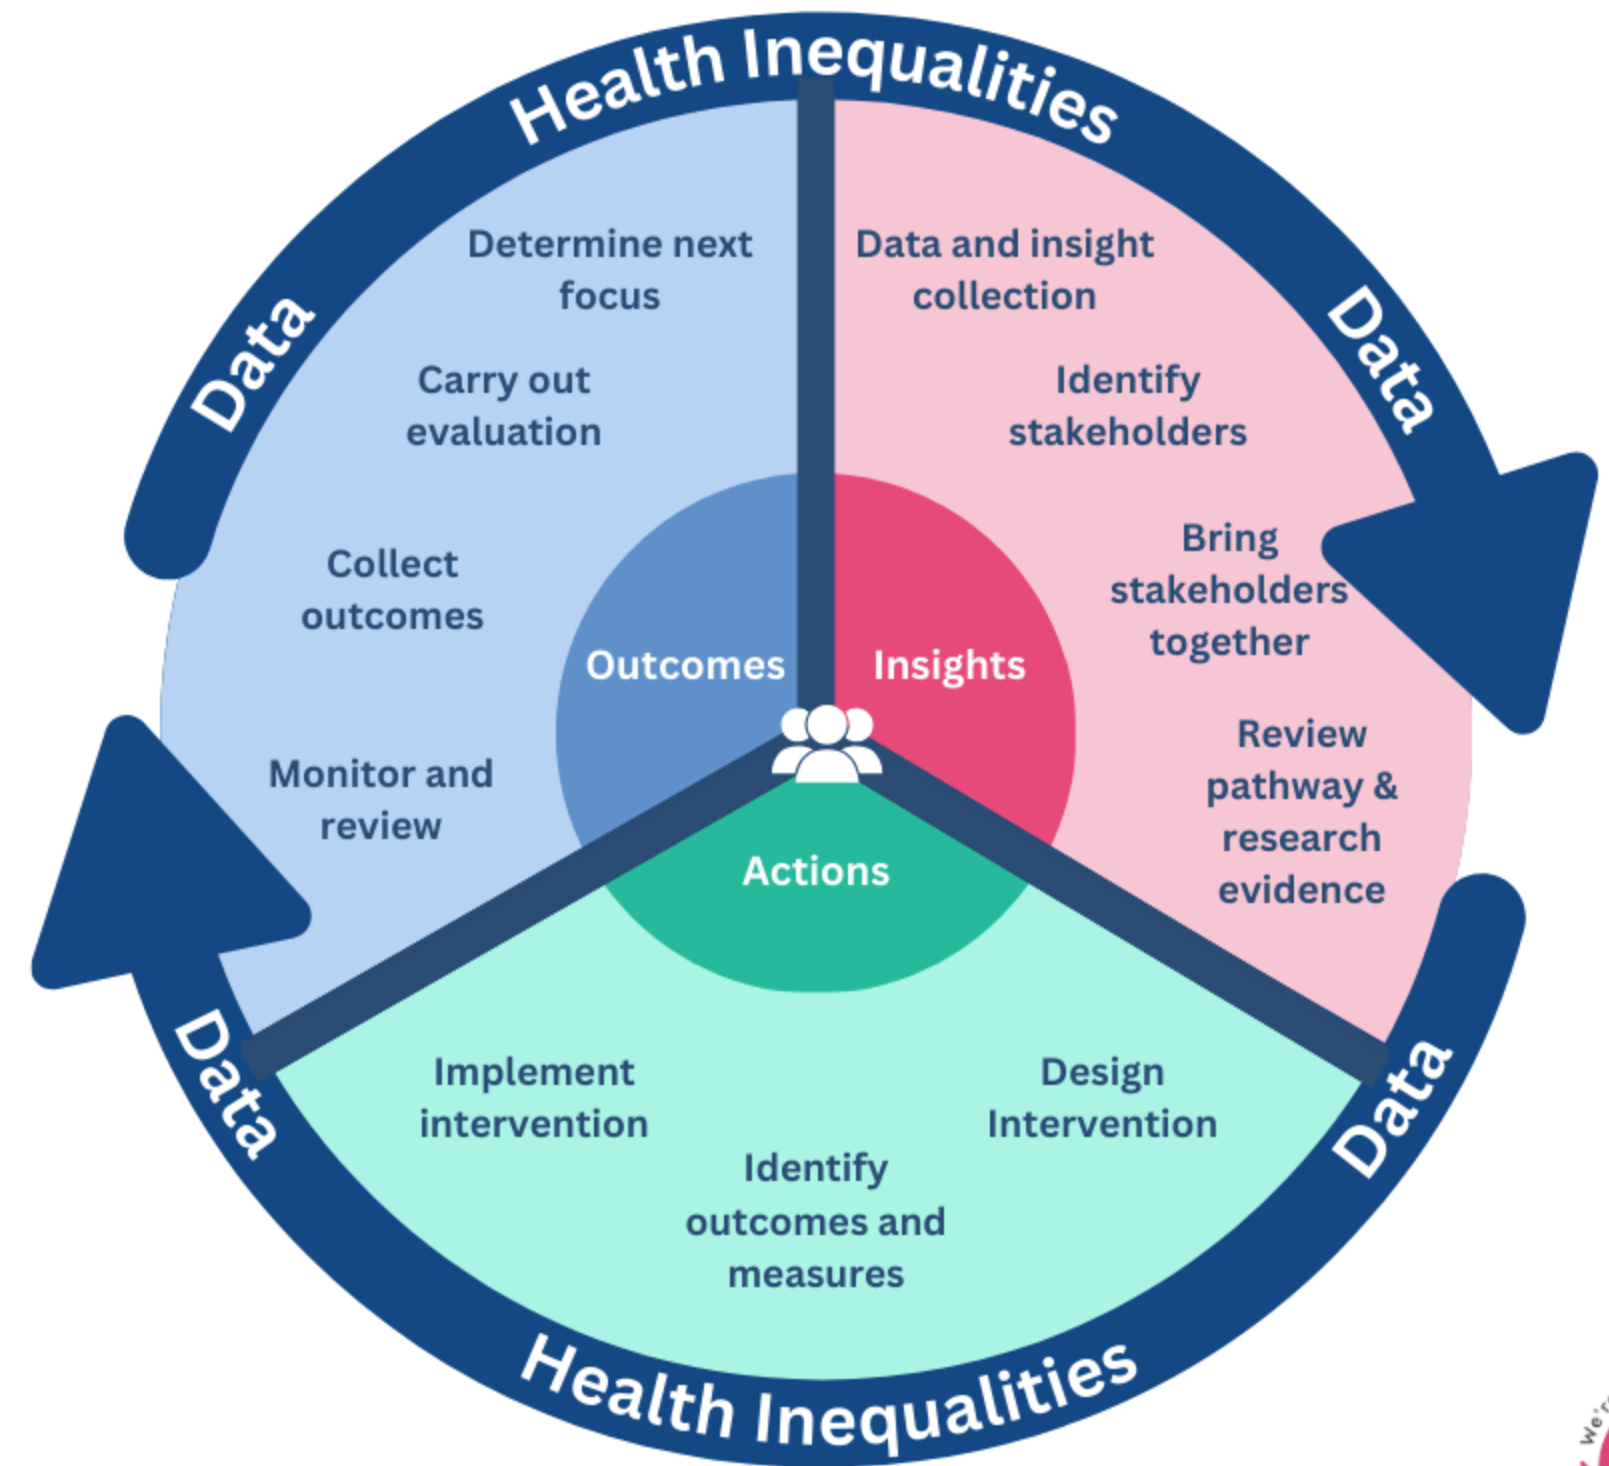 Health Inequalities
Data
Data
Determine next
focus
Carry out
evaluation
Collect
outcomes
Monitor and
review
Outcomes
Data and insight
collection
Identify
stakeholders
Bring
stakeholders
together
Review
pathway &
research
evidence
Insights
Actions
Implement
intervention
Identify
outcomes and
measures
Design
Intervention
Data
Data
Health Inequalities
We're